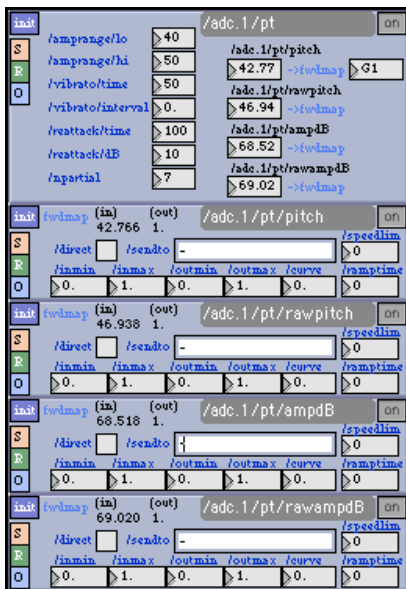 init /adc.1/pt on
S /amprange/lo 40
R /amprange/hi 50 /adc.1/pt/pitch
O /vibrato/time 50 42.77 ->fwdmap G1
/vibrato/interval 0. /adc.1/pt/rawpitch
46.94 ->fwdmap
/reattack/time 100 /adc.1/pt/ampdB
/reattack/dB 10 68.52 ->fwdmap
/npartial 7 /adc.1/pt/rawampdB
69.02 ->fwdmap
init fwdmap (in) (out) /adc.1/pt/pitch on
42.766 1.
S /direct /sendto - /speedlim 0
R /inmin /inmax /outmin /outmax /curve /ramptime
O 0. 1. 0. 1. 0. 0
init fwdmap (in) (out) /adc.1/pt/rawpitch on
46.938 1.
S /direct /sendto - /speedlim 0
R /inmin /inmax /outmin /outmax /curve /ramptime
O 0. 1. 0. 1. 0. 0
init fwdmap (in) (out) /adc.1/pt/ampdB on
68.518 1.
S /direct /sendto - /speedlim 0
R /inmin /inmax /outmin /outmax /curve /ramptime
O 0. 1. 0. 1. 0. 0
init fwdmap (in) (out) /adc.1/pt/rawampdB on
69.020 1.
S /direct /sendto - /speedlim 0
R /inmin /inmax /outmin /outmax /curve /ramptime
O 0. 1. 0. 1. 0. 0